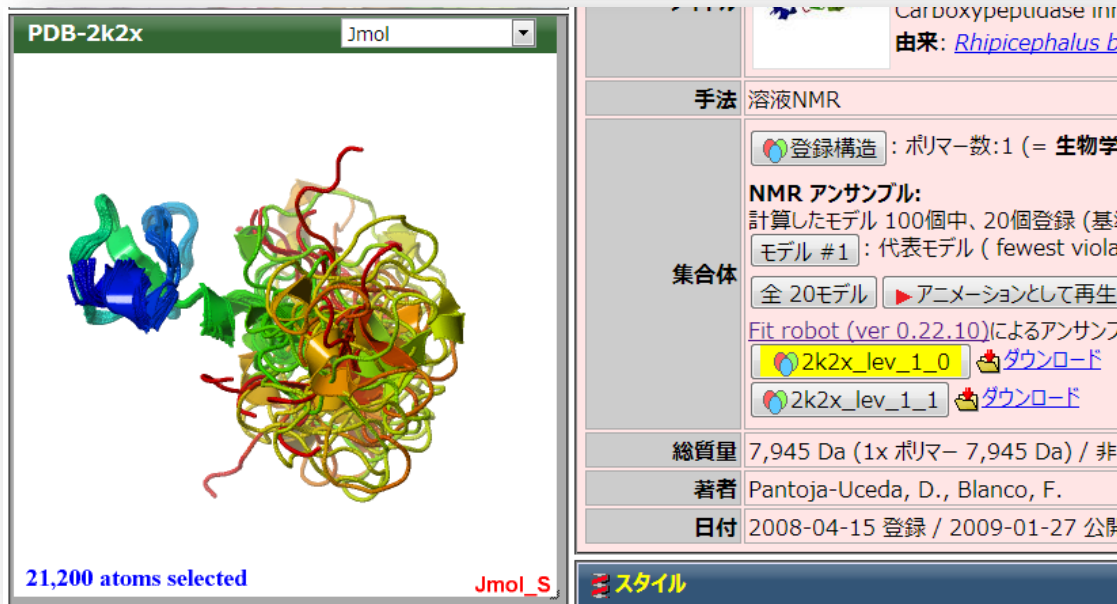 PDB-2k2x
Jmol
21,200 atoms selected
Jmol_S
Carboxypeptidase
由来: Rhipicephalus
手法
溶液NMR
集合体
登録構造 : ポリマー数:1 (= 生物学
NMR アンサンブル:
計算したモデル 100個中、20個登録
モデル #1 : 代表モデル ( fewest
全 20モデル ▶アニメーションとして再生
Fit robot (ver 0.22.10)によるアンサン
2k2x_lev_1_0 ダウンロード
2k2x_lev_1_1 ダウンロード
総質量
7,945 Da (1x ポリマー 7,945 Da) / 非
著者
Pantoja-Uceda, D., Blanco, F.
日付
2008-04-15 登録 / 2009-01-27 公開
スタイル